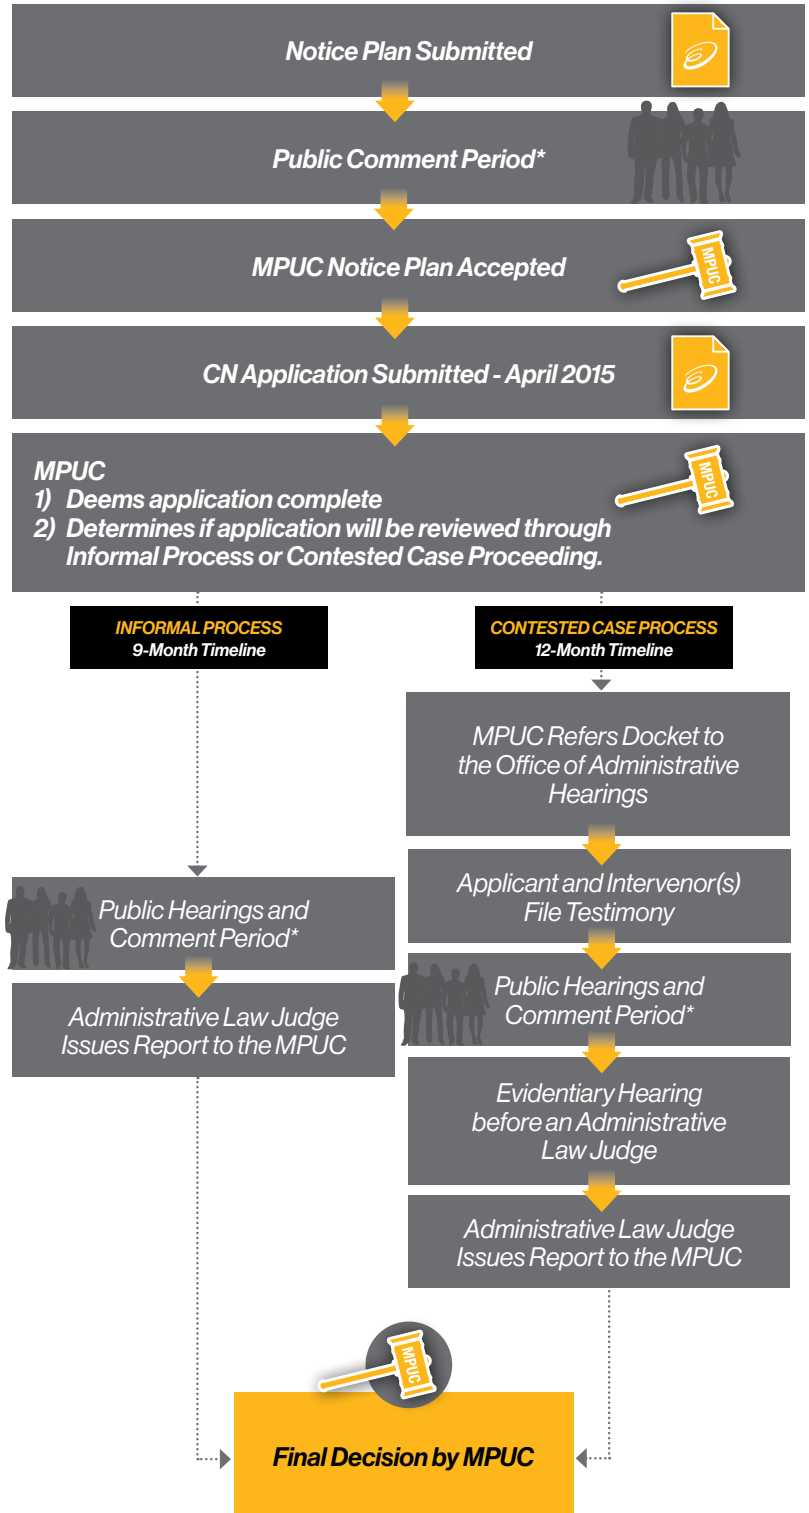 Notice Plan Submitted
Public Comment Period*
MPUC Notice Plan Accepted
MPUC
CN Application Submitted - April 2015
MPUC
1) Deems application complete
2) Determines if application will be reviewed through
Informal Process or Contested Case Proceeding.
MPUC
INFORMAL PROCESS
9-Month Timeline
CONTESTED CASE PROCESS
12-Month Timeline
MPUC Refers Docket to
the Office of Administrative
Hearings
Applicant and Intervenor(s)
File Testimony
Public Hearings and
Comment Period*
Administrative Law Judge
Issues Report to the MPUC
Public Hearings and
Comment Period*
Evidentiary Hearing
before an Administrative
Law Judge
Administrative Law Judge
Issues Report to the MPUC
MPUC
Final Decision by MPUC